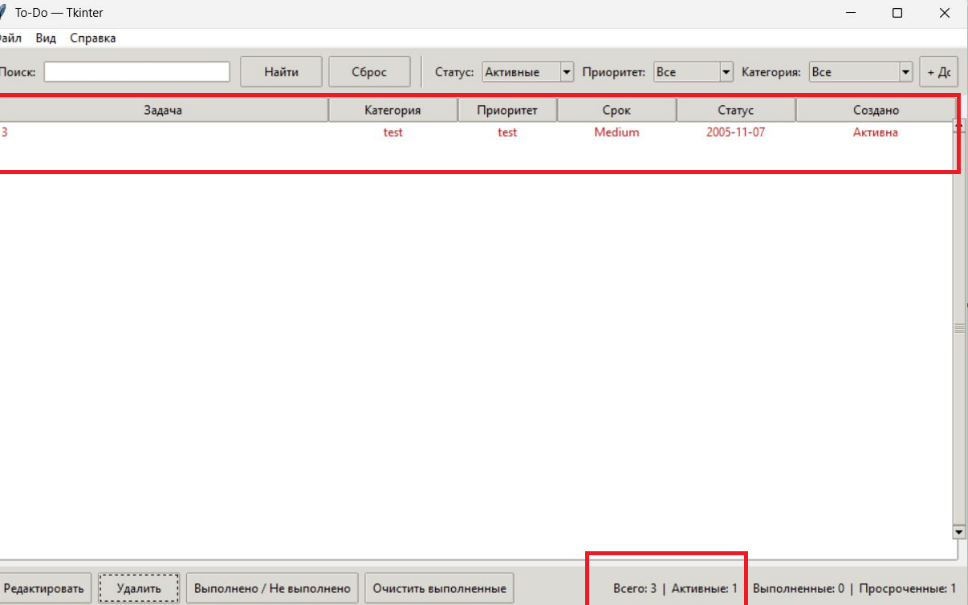 To-Do — Tkinter
айл Вид Справка
Поиск: Найти Сброс Статус: Активные Приоритет: Все Категория: Все + До
Задача Категория Приоритет Срок Статус Создано
3 test test Medium 2005-11-07 Активна
Редактировать Удалить Выполнено / Не выполнено Очистить выполненные Всего: 3 | Активные: 1 Выполненные: 0 | Просроченные: 1